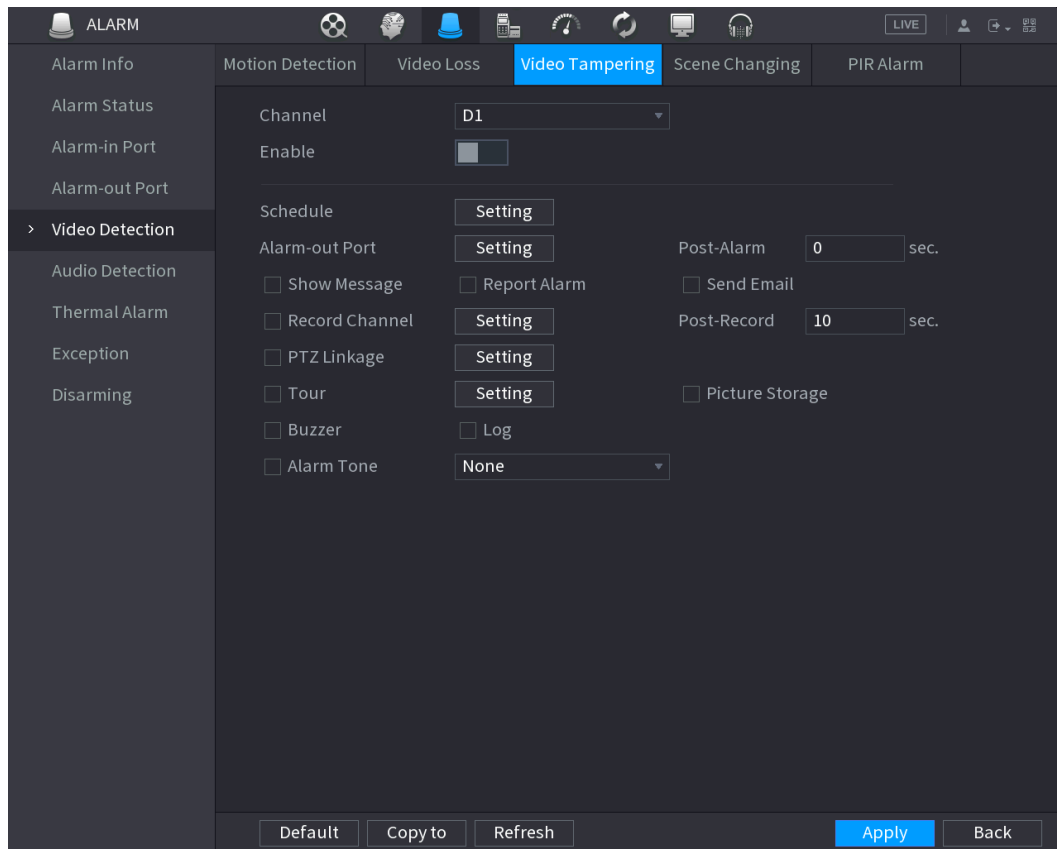 ALARM
LIVE
Alarm Info
Alarm Status
Alarm-in Port
Alarm-out Port
> Video Detection
Audio Detection
Thermal Alarm
Exception
Disarming
Motion Detection Video Loss Video Tampering Scene Changing PIR Alarm
Channel D1
Enable
Schedule Setting
Alarm-out Port Setting Post-Alarm 0 sec.
Show Message Report Alarm Send Email
Record Channel Setting Post-Record 10 sec.
PTZ Linkage Setting
Tour Setting Picture Storage
Buzzer Log
Alarm Tone None
Default Copy to Refresh Apply Back